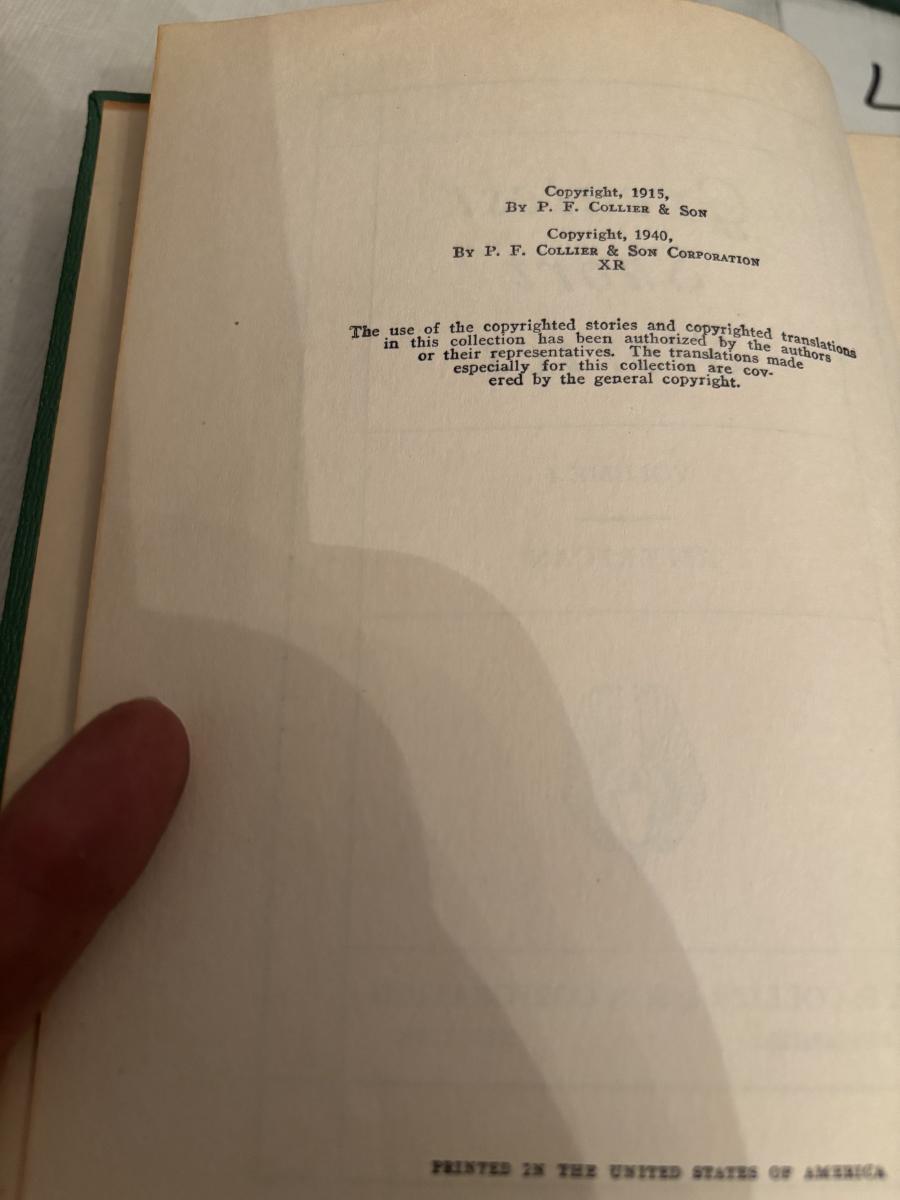 Copyright, 1915,
By P. F. Collier & Son
Copyright, 1940,
By P. F. Collier & Son Corporation
XR
The use of the copyrighted stories and copyrighted translations
in this collection has been authorized by the authors
or their representatives. The translations made
especially for this collection are cov-
ered by the general copyright.
PRINTED IN THE UNITED STATES OF AMERICA